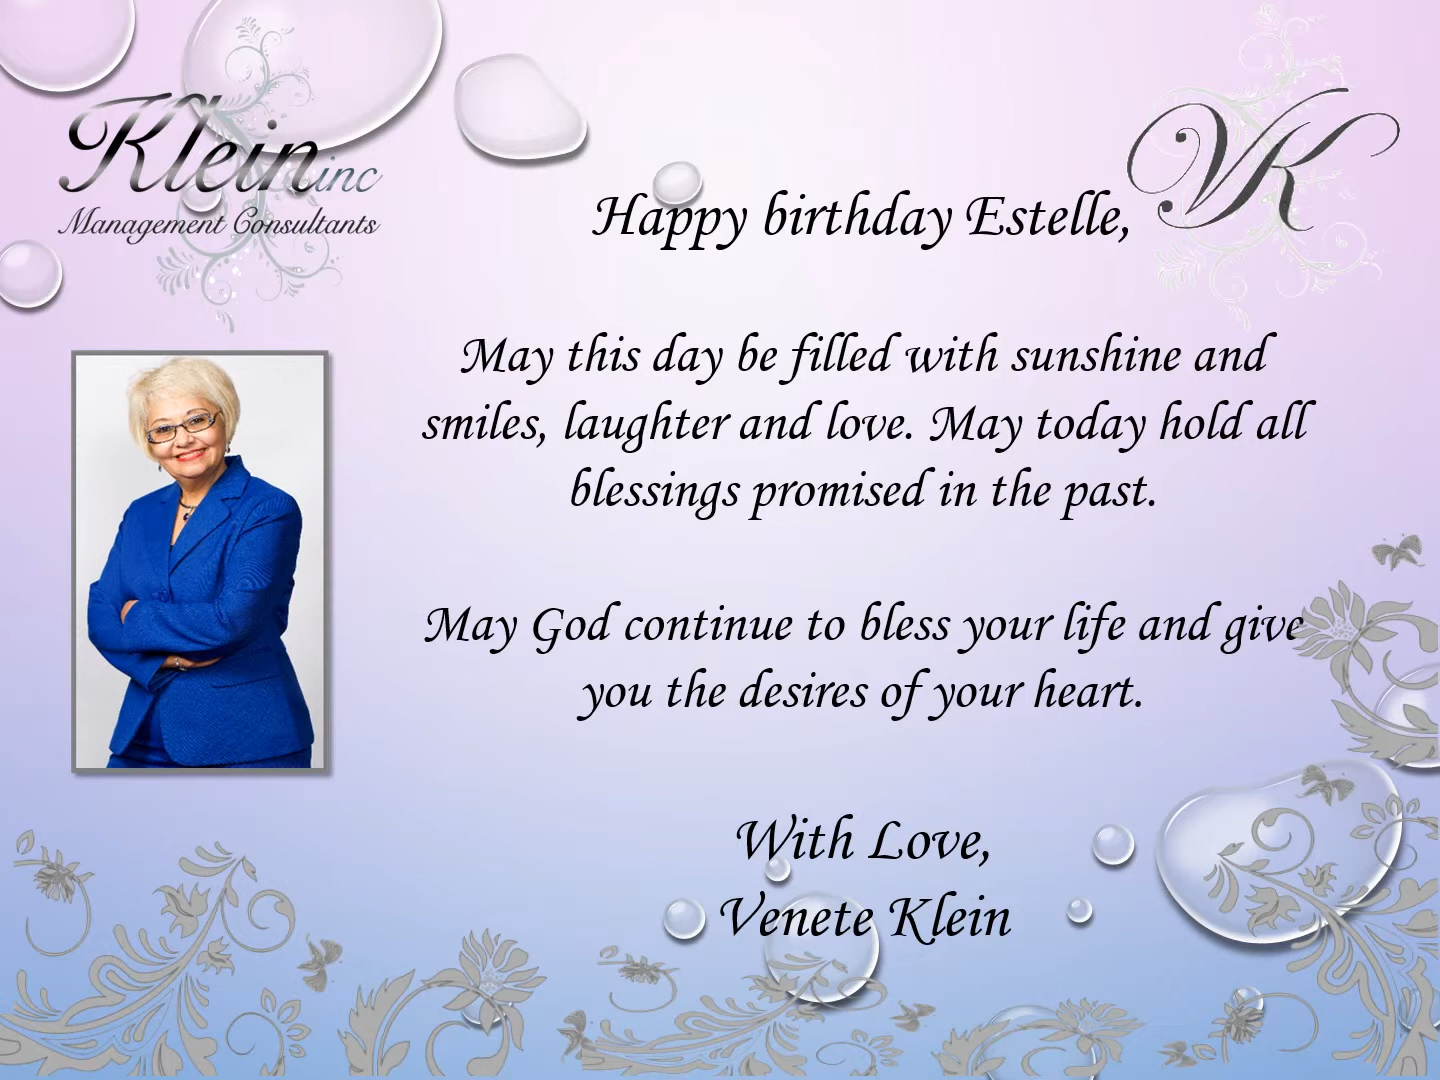 Klein inc
Management Consultants
VK
Happy birthday Estelle,
May this day be filled with sunshine and
smiles, laughter and love. May today hold all
blessings promised in the past.
May God continue to bless your life and give
you the desires of your heart.
With Love,
Venete Klein